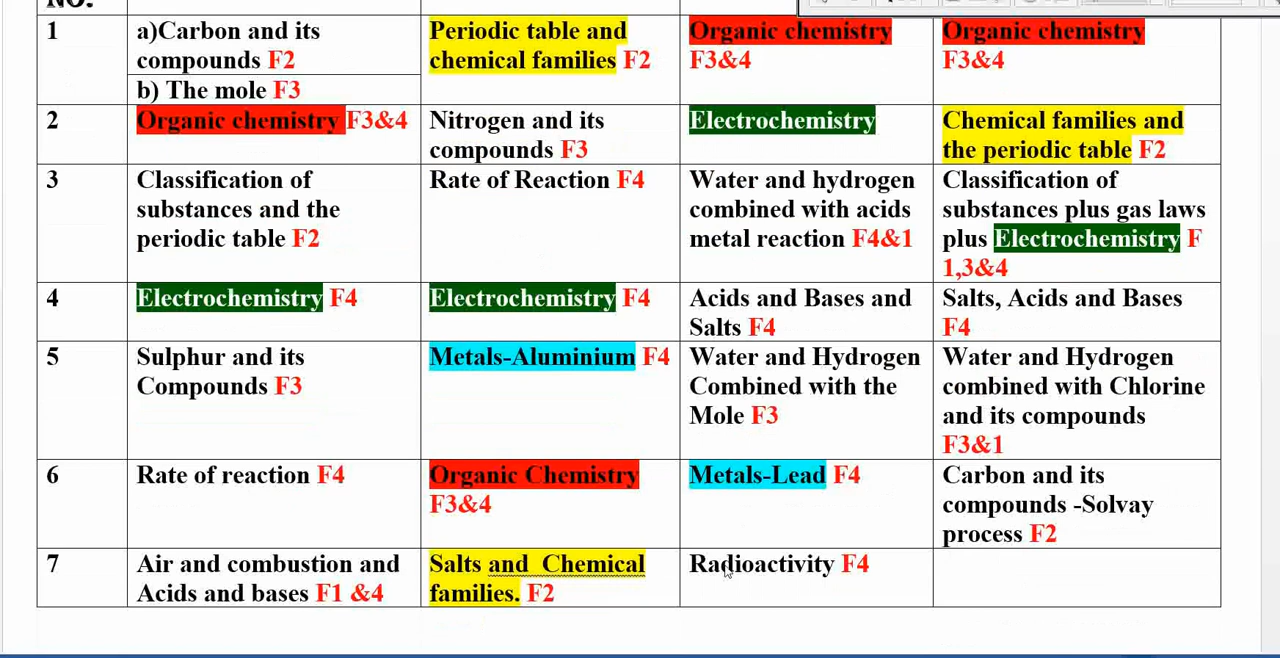 NO.
1
a)Carbon and its
compounds F2
b) The mole F3
Periodic table and
chemical families F2
Organic chemistry
F3&4
Organic chemistry
F3&4
2
Organic chemistry F3&4
Nitrogen and its
compounds F3
Electrochemistry
Chemical families and
the periodic table F2
3
Classification of
substances and the
periodic table F2
Rate of Reaction F4
Water and hydrogen
combined with acids
metal reaction F4&1
Classification of
substances plus gas laws
plus Electrochemistry F
1,3&4
4
Electrochemistry F4
Electrochemistry F4
Acids and Bases and
Salts F4
Salts, Acids and Bases
F4
5
Sulphur and its
Compounds F3
Metals-Aluminium F4
Water and Hydrogen
Combined with the
Mole F3
Water and Hydrogen
combined with Chlorine
and its compounds
F3&1
6
Rate of reaction F4
Organic Chemistry
F3&4
Metals-Lead F4
Carbon and its
compounds -Solvay
process F2
7
Air and combustion and
Acids and bases F1 &4
Salts and Chemical
families. F2
Radioactivity F4